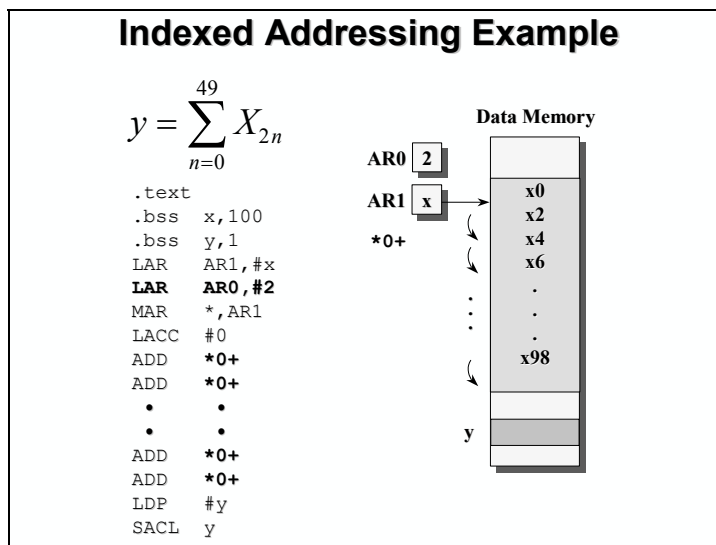 Indexed Addressing Example
49
y = ∑ X2n
n=0
.text
.bss x,100
.bss y,1
LAR AR1,#x
LAR AR0,#2
MAR *,AR1
LACC #0
ADD *0+
ADD *0+
• •
• •
ADD *0+
ADD *0+
LDP #y
SACL y
Data Memory
AR0 2
AR1 x
*0+
x0
x2
x4
x6
.
.
.
x98
y